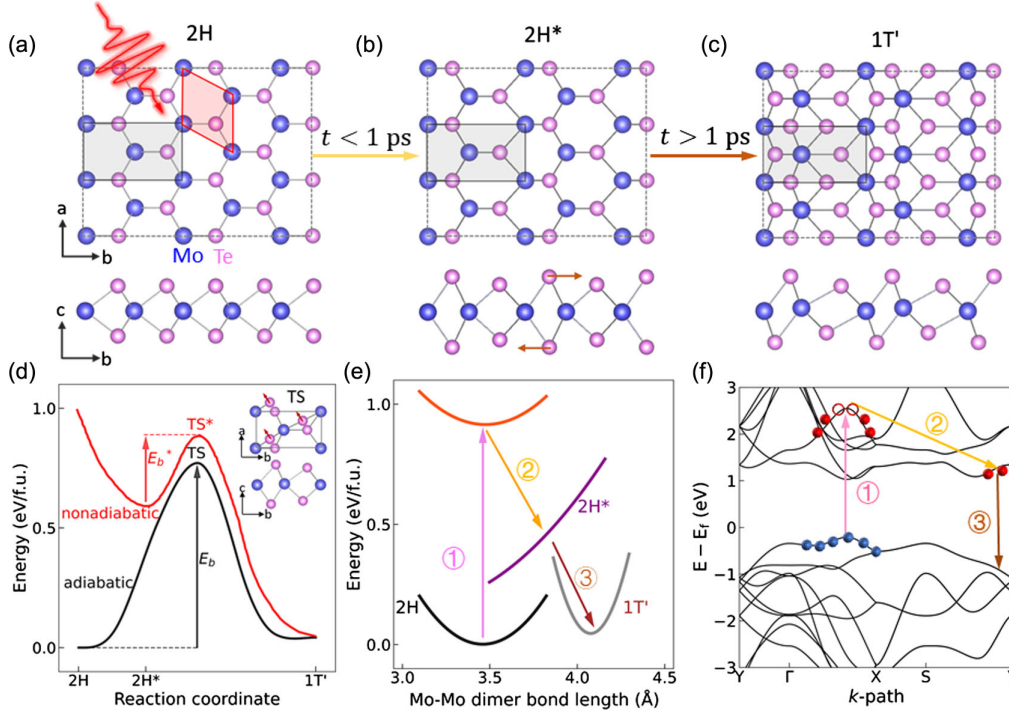 (a)
2H
(b)
2H*
(c)
1T'
t < 1 ps
t > 1 ps
a
b
Mo Te
c
b
(d)
1.0
0.5
0.0
Energy (eV/f.u.)
TS*
TS
E_b*
nonadiabatic
adiabatic
E_b
TS
a
b
c
b
2H
2H*
1T'
Reaction coordinate
(e)
1.0
0.5
0.0
Energy (eV/f.u.)
①
②
2H*
③
2H
1T'
3.0 3.5 4.0 4.5 5.0
Mo-Mo dimer bond length (Å)
(f)
3
2
1
0
−1
−2
−3
E − E_f (eV)
②
①
③
Y Γ X S Y
k-path